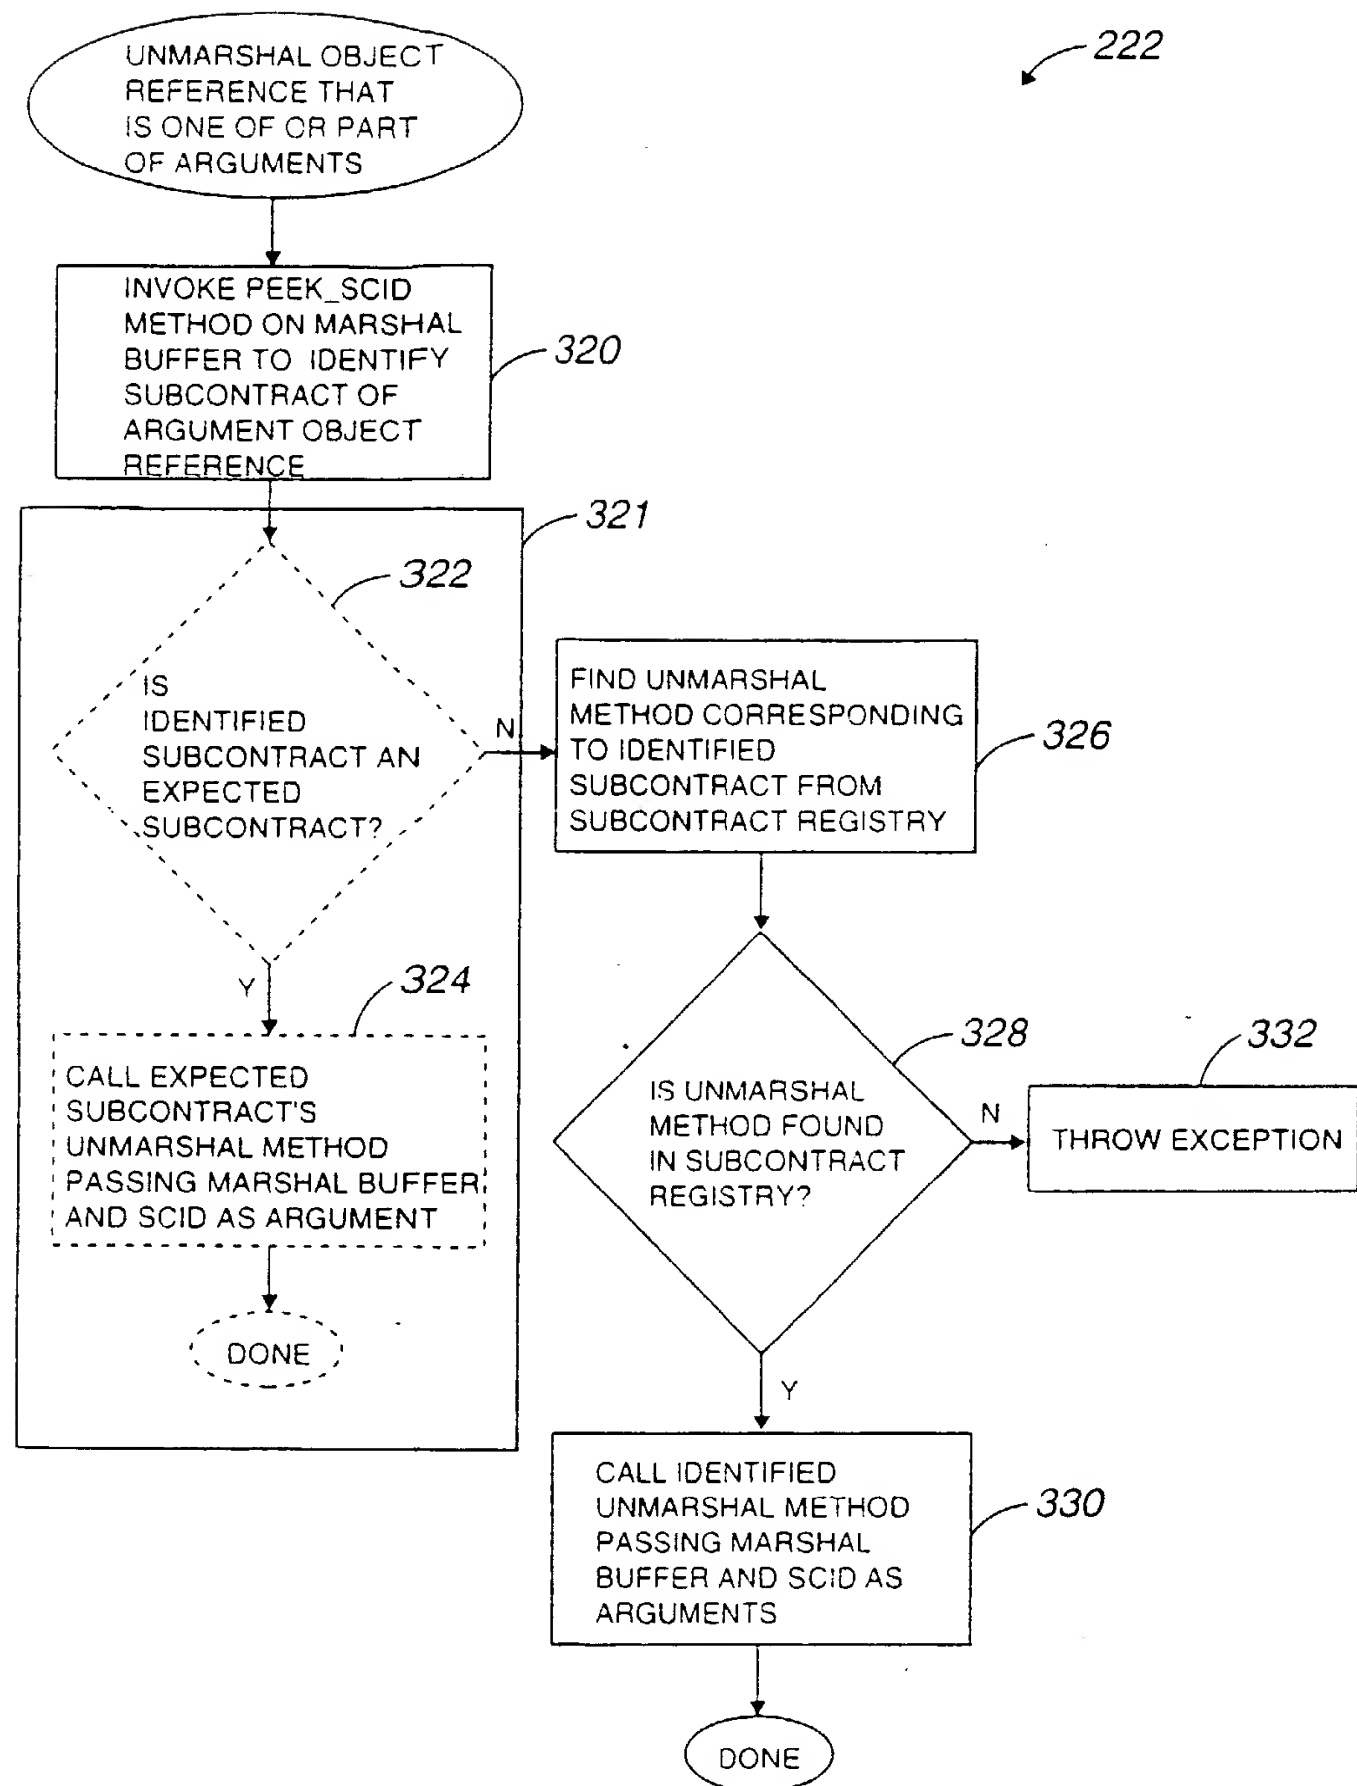 UNMARSHAL OBJECT
REFERENCE THAT
IS ONE OF OR PART
OF ARGUMENTS
222
INVOKE PEEK_SCID
METHOD ON MARSHAL
BUFFER TO IDENTIFY
SUBCONTRACT OF
ARGUMENT OBJECT
REFERENCE
320
321
322
IS
IDENTIFIED
SUBCONTRACT AN
EXPECTED
SUBCONTRACT?
N
FIND UNMARSHAL
METHOD CORRESPONDING
TO IDENTIFIED
SUBCONTRACT FROM
SUBCONTRACT REGISTRY
326
Y
324
CALL EXPECTED
SUBCONTRACT'S
UNMARSHAL METHOD
PASSING MARSHAL BUFFER
AND SCID AS ARGUMENT
DONE
328
IS UNMARSHAL
METHOD FOUND
IN SUBCONTRACT
REGISTRY?
N
332
THROW EXCEPTION
Y
CALL IDENTIFIED
UNMARSHAL METHOD
PASSING MARSHAL
BUFFER AND SCID AS
ARGUMENTS
330
DONE